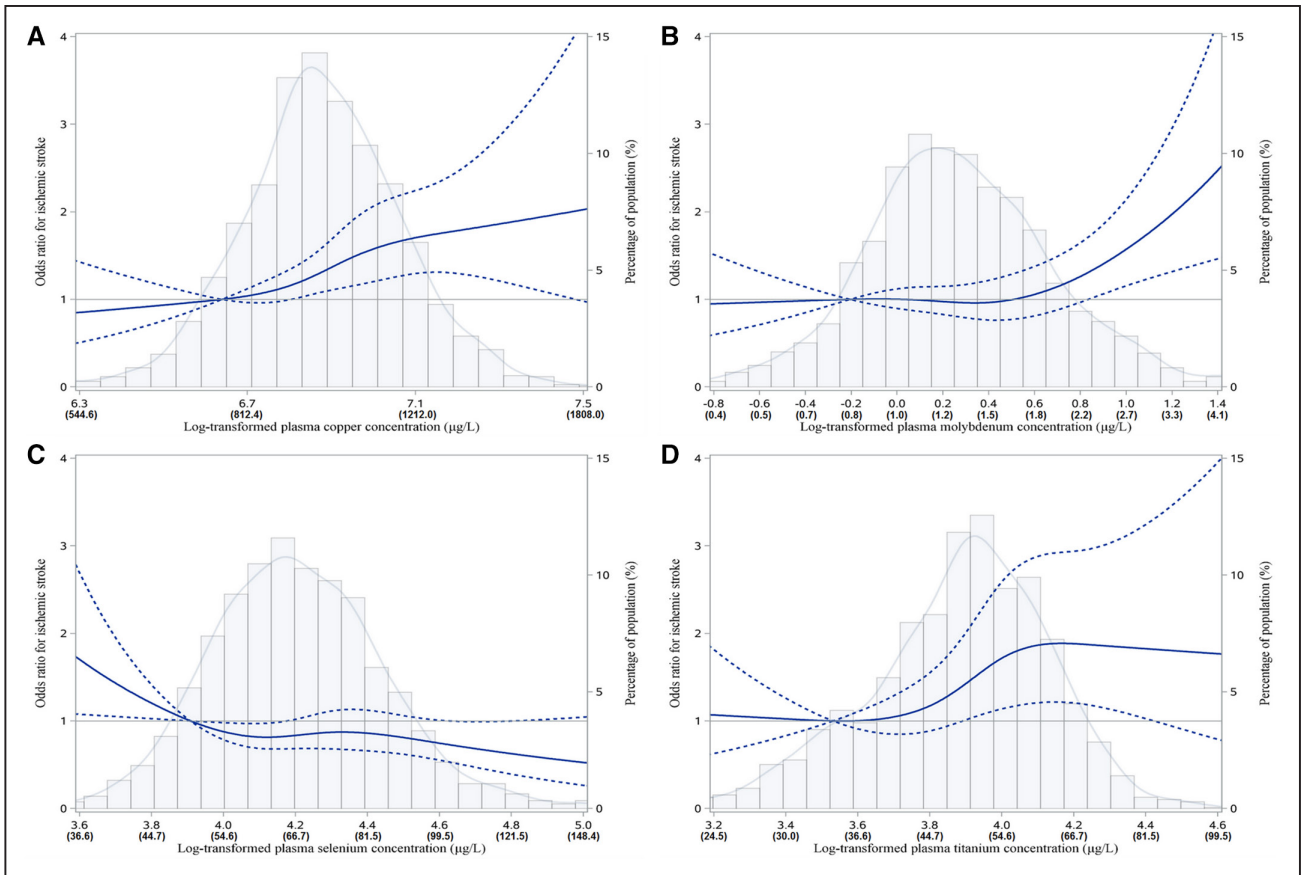 A
4
3
2
1
0
Odds ratio for ischemic stroke
15
10
5
0
Percentage of population (%)
6.3 6.7 7.1 7.5
(544.6) (812.4) (1212.0) (1808.0)
Log-transformed plasma copper concentration (µg/L)
B
4
3
2
1
0
Odds ratio for ischemic stroke
15
10
5
0
Percentage of population (%)
-0.8 -0.6 -0.4 -0.2 0.0 0.2 0.4 0.6 0.8 1.0 1.2 1.4
(0.4) (0.5) (0.7) (0.8) (1.0) (1.2) (1.5) (1.8) (2.2) (2.7) (3.3) (4.1)
Log-transformed plasma molybdenum concentration (µg/L)
C
4
3
2
1
0
Odds ratio for ischemic stroke
15
10
5
0
Percentage of population (%)
3.6 3.8 4.0 4.2 4.4 4.6 4.8 5.0
(36.6) (44.7) (54.6) (66.7) (81.5) (99.5) (121.5) (148.4)
Log-transformed plasma selenium concentration (µg/L)
D
4
3
2
1
0
Odds ratio for ischemic stroke
15
10
5
0
Percentage of population (%)
3.2 3.4 3.6 3.8 4.0 4.2 4.4 4.6
(24.5) (30.0) (36.6) (44.7) (54.6) (66.7) (81.5) (99.5)
Log-transformed plasma titanium concentration (µg/L)